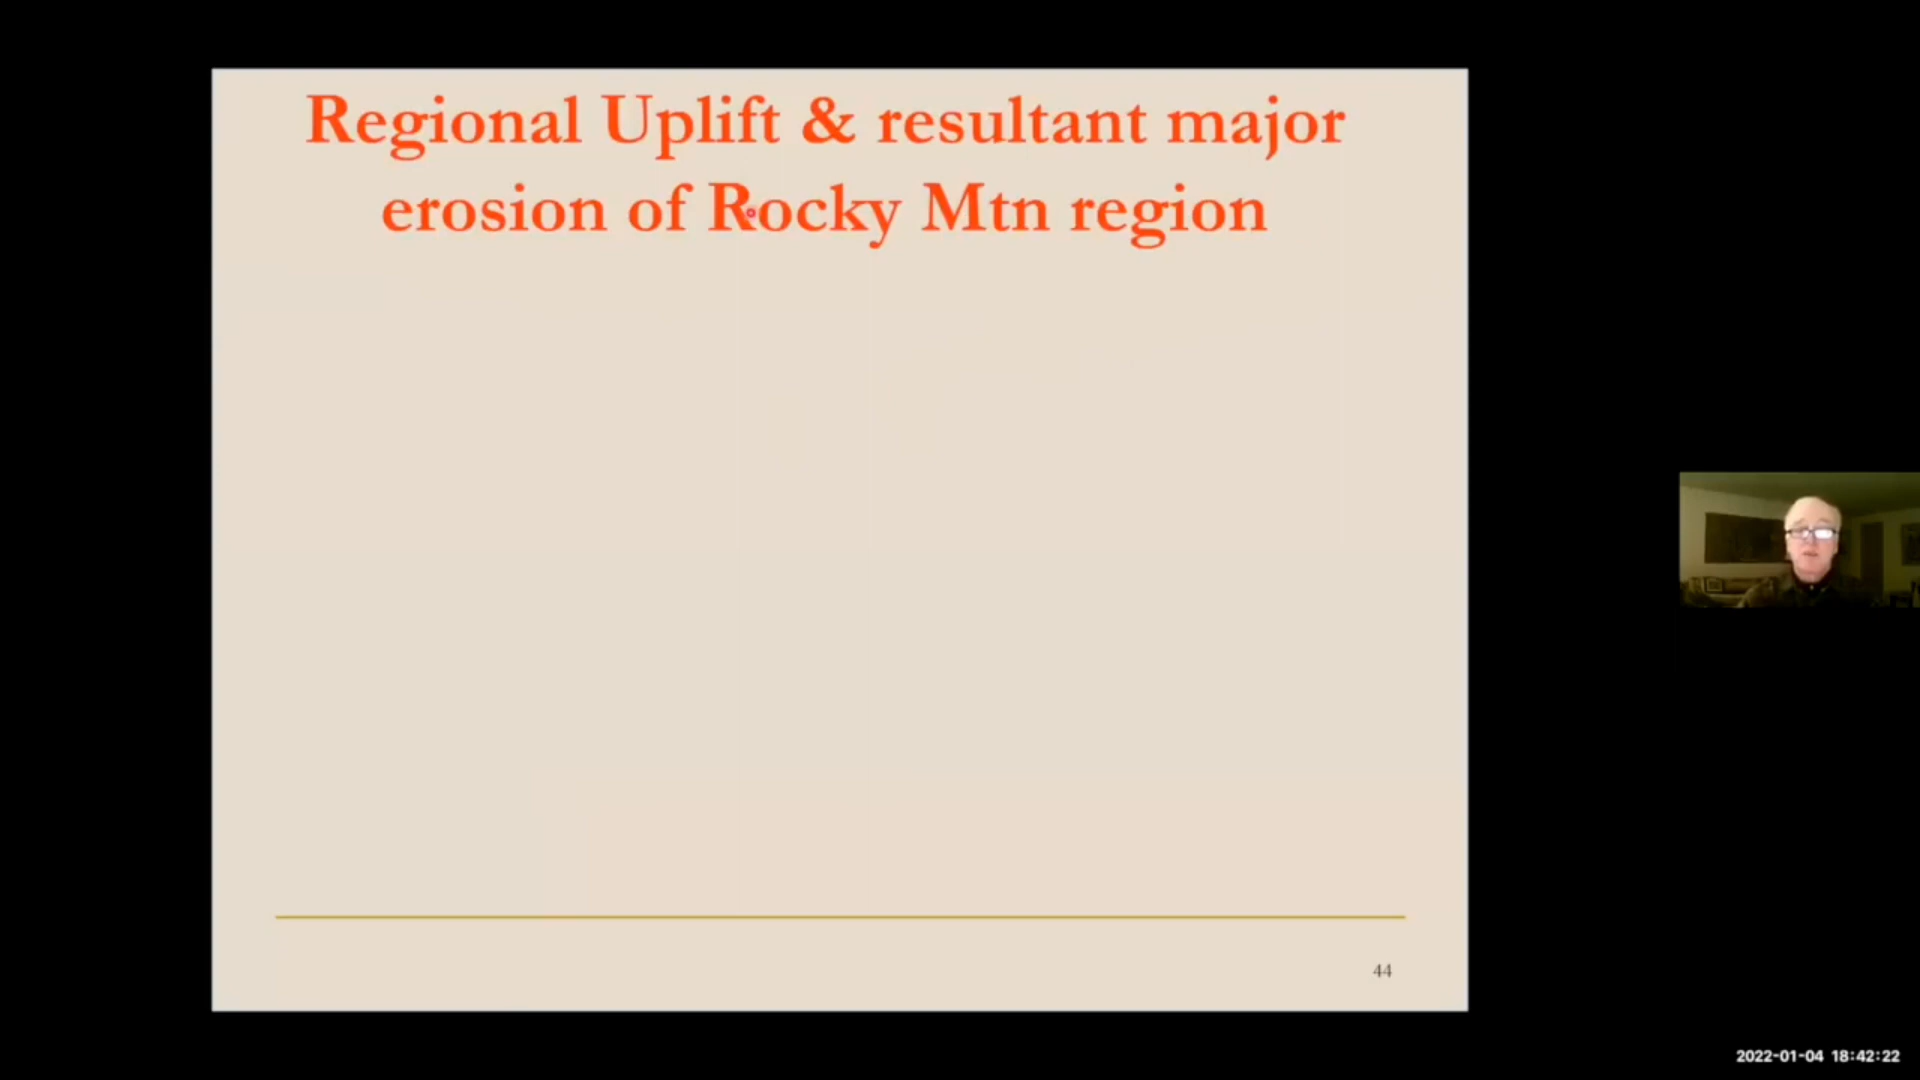 Regional Uplift & resultant major
erosion of Rocky Mtn region
44
2022-01-04 18:42:22